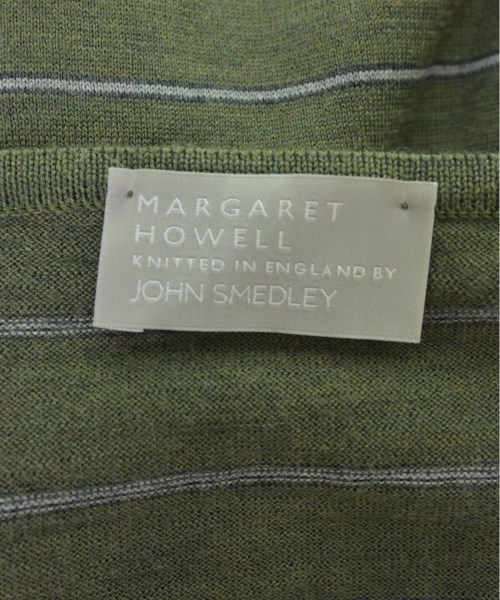 MARGARET
HOWELL
KNITTED IN ENGLAND BY
JOHN SMEDLEY